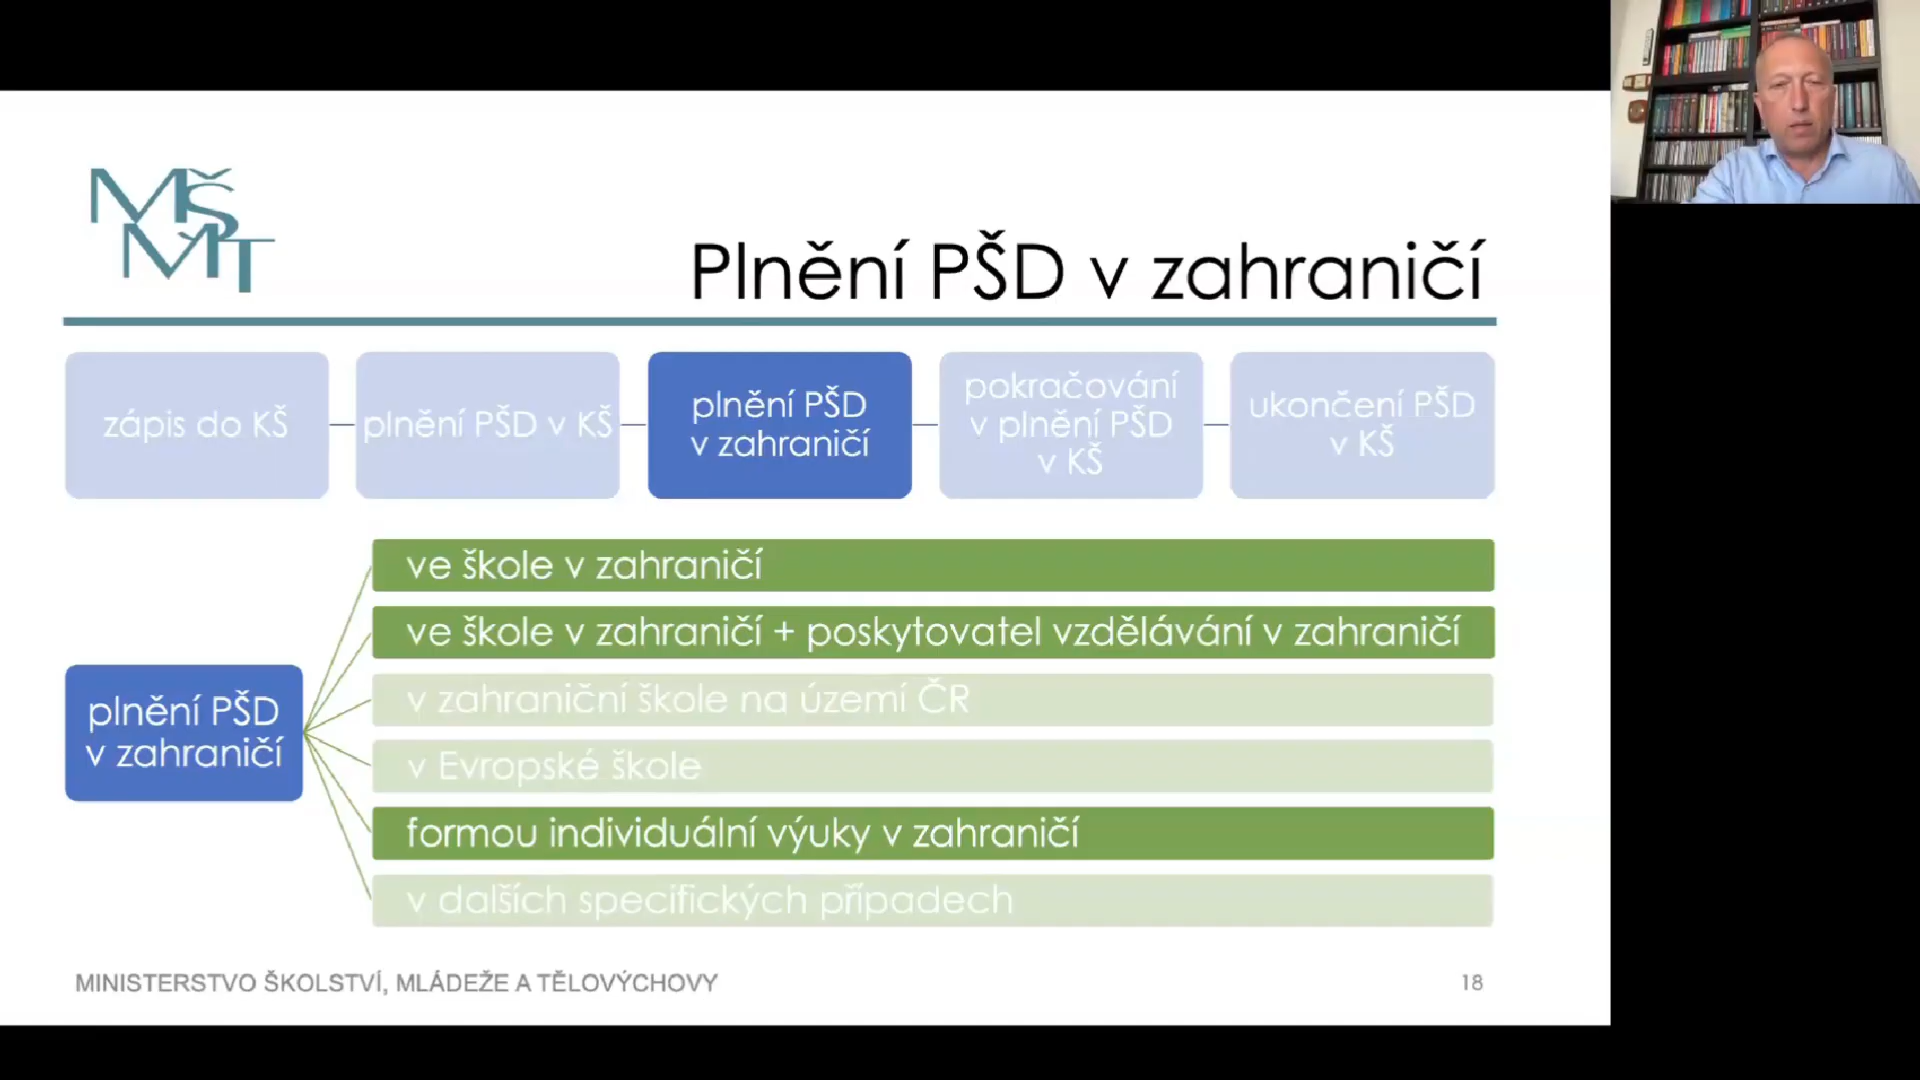 MŠMT
Plnění PŠD v zahraničí
zápis do KŠ
plnění PŠD v KŠ
plnění PŠD
v zahraničí
pokračování
v plnění PŠD
v KŠ
ukončení PŠD
v KŠ
plnění PŠD
v zahraničí
ve škole v zahraničí
ve škole v zahraničí + poskytovatel vzdělávání v zahraničí
v zahraniční škole na území ČR
v Evropské škole
formou individuální výuky v zahraničí
v dalších specifických případech
MINISTERSTVO ŠKOLSTVÍ, MLÁDEŽE A TĚLOVÝCHOVY
18